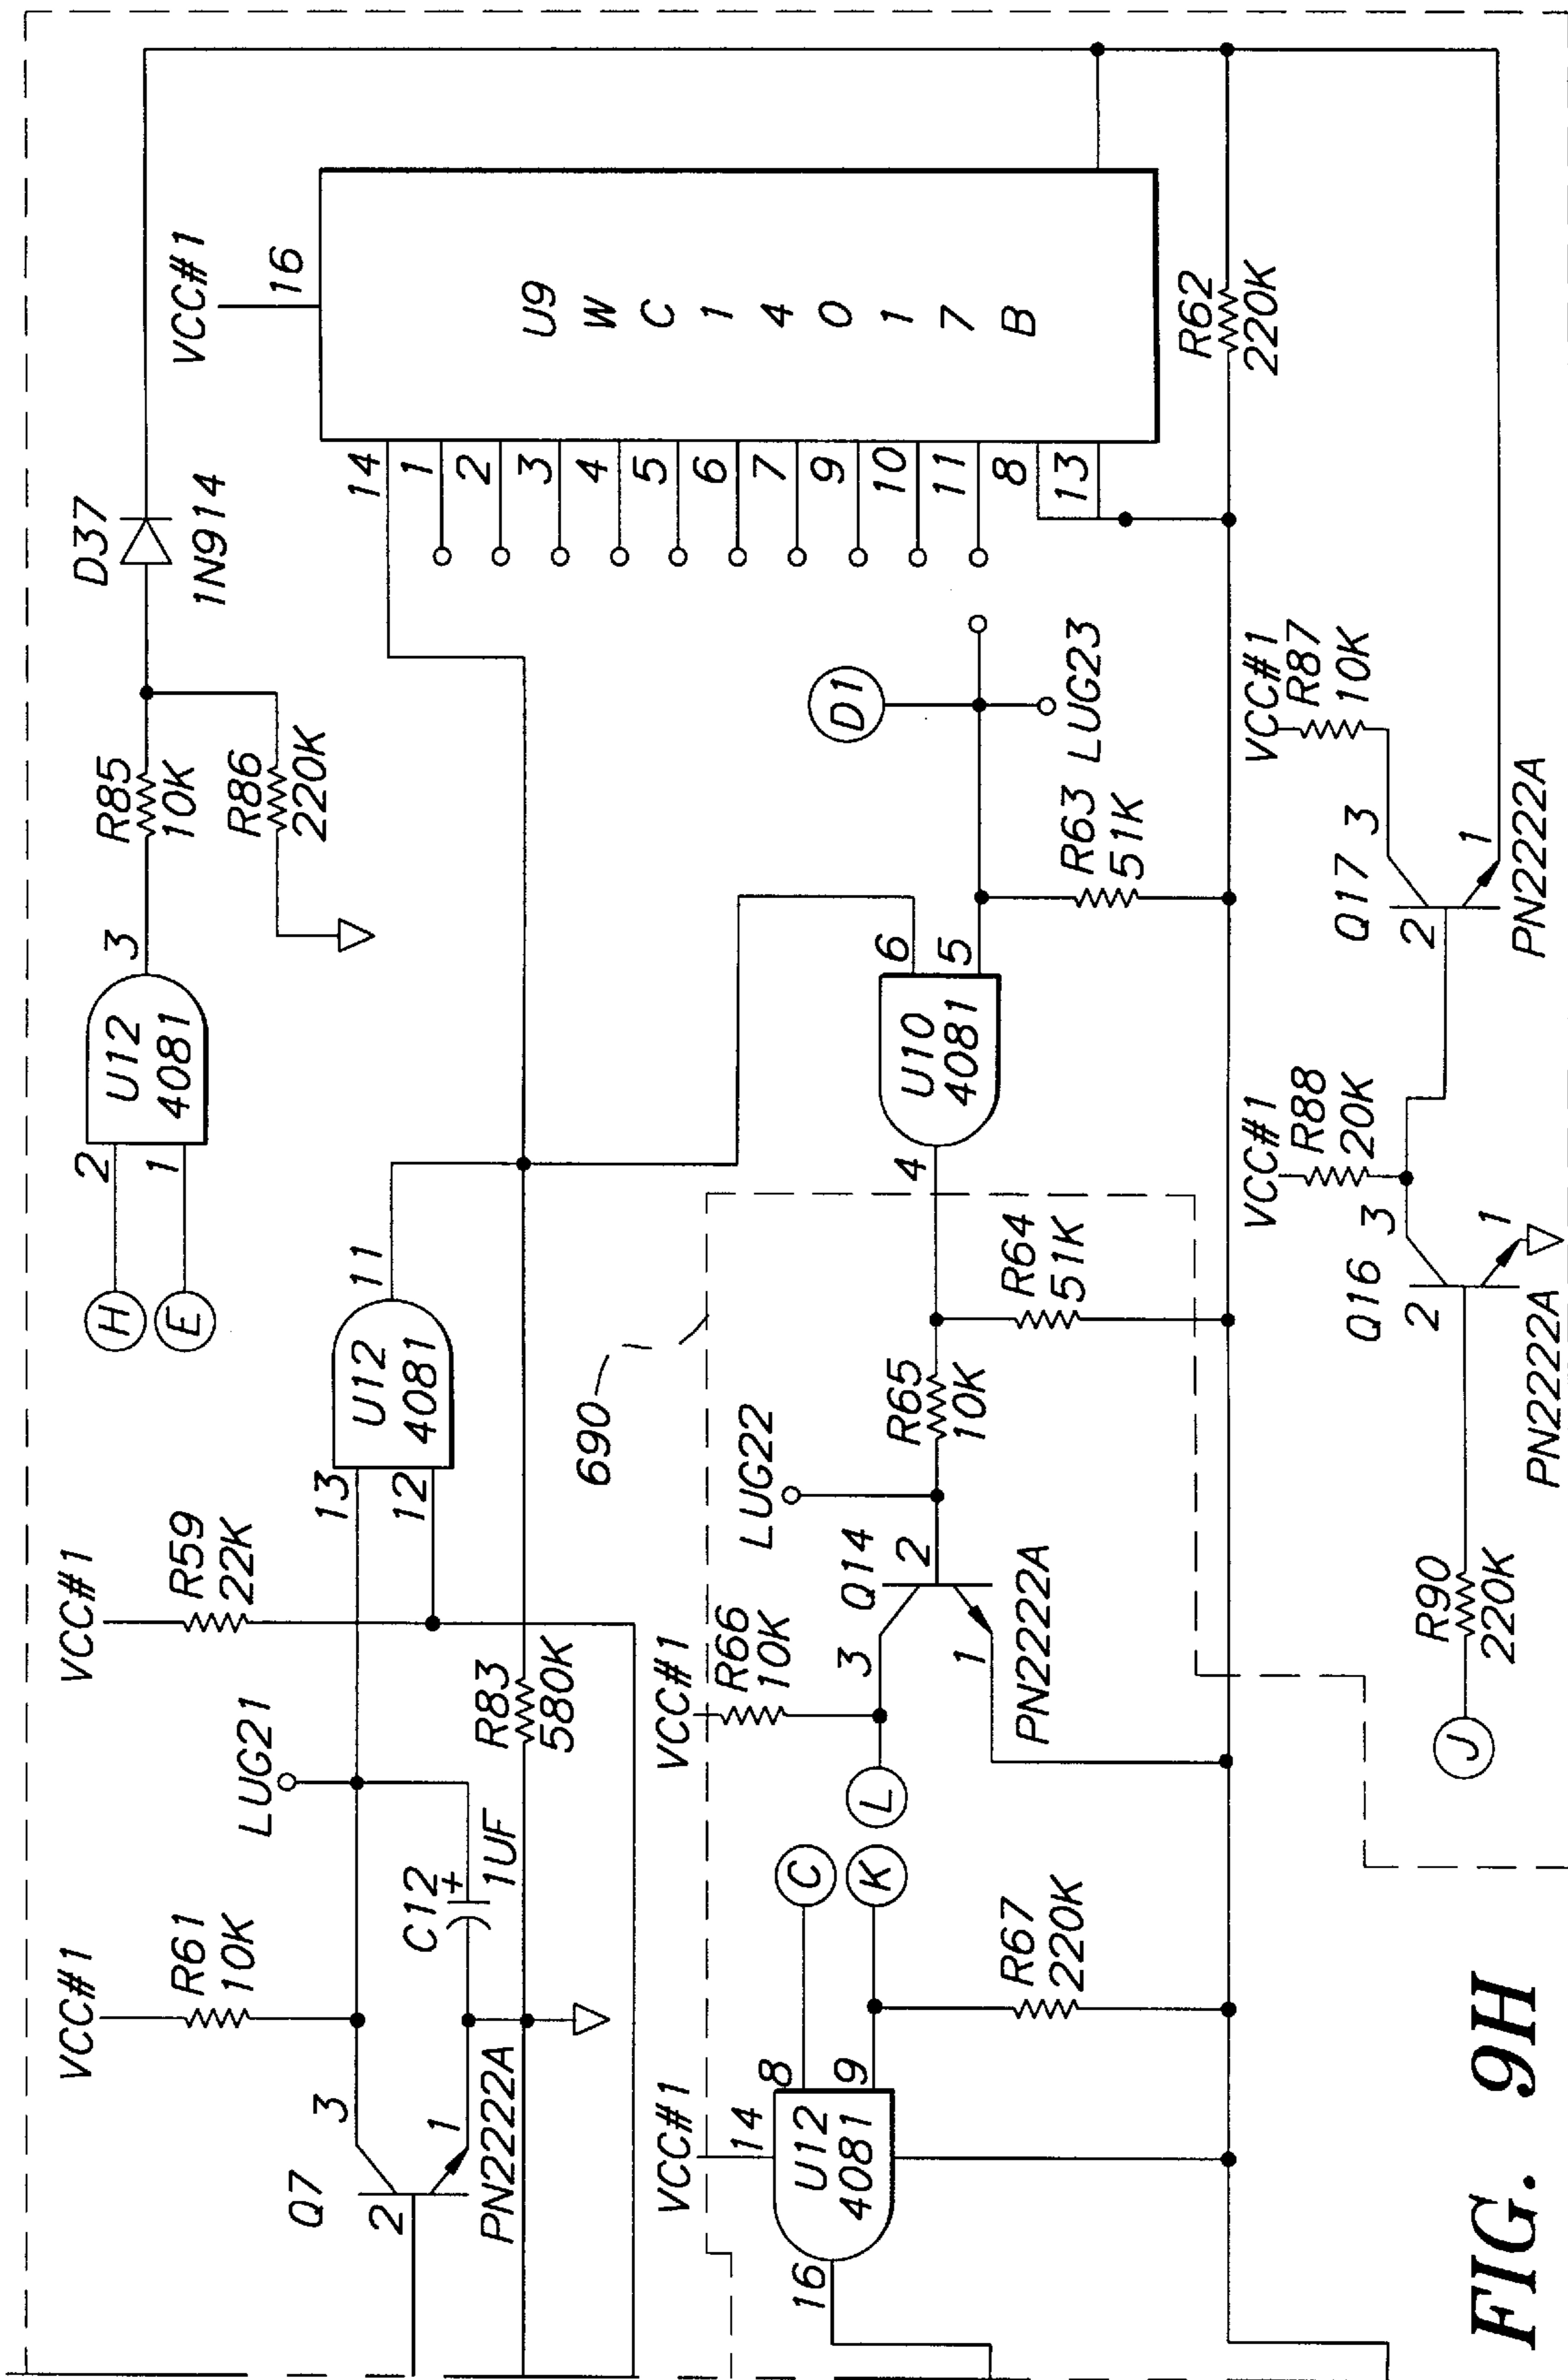 VCC#1
R61
10K
Q7
3
2
1
PN2222A
C12
+
1UF
LUG21
VCC#1
R59
22K
R83
580K
13
12
U12
4081
11
H
E
2
1
U12
4081
3
R85
10K
R86
220K
D37
1N914
VCC#1
16
U9
W
C
1
4
0
1
7
B
14
1
2
3
4
5
6
7
9
10
11
8
13
690
VCC#1
14
U12
4081
8
9
16
C
K
R67
220K
L
VCC#1
R66
10K
Q14
3
2
1
PN2222A
LUG22
R65
10K
R64
51K
4
U10
4081
6
5
D1
LUG23
R63
51K
R62
220K
J
R90
220K
Q16
2
3
1
PN2222A
VCC#1
R88
20K
Q17
2
3
1
PN2222A
VCC#1
R87
10K
FIG. 9H